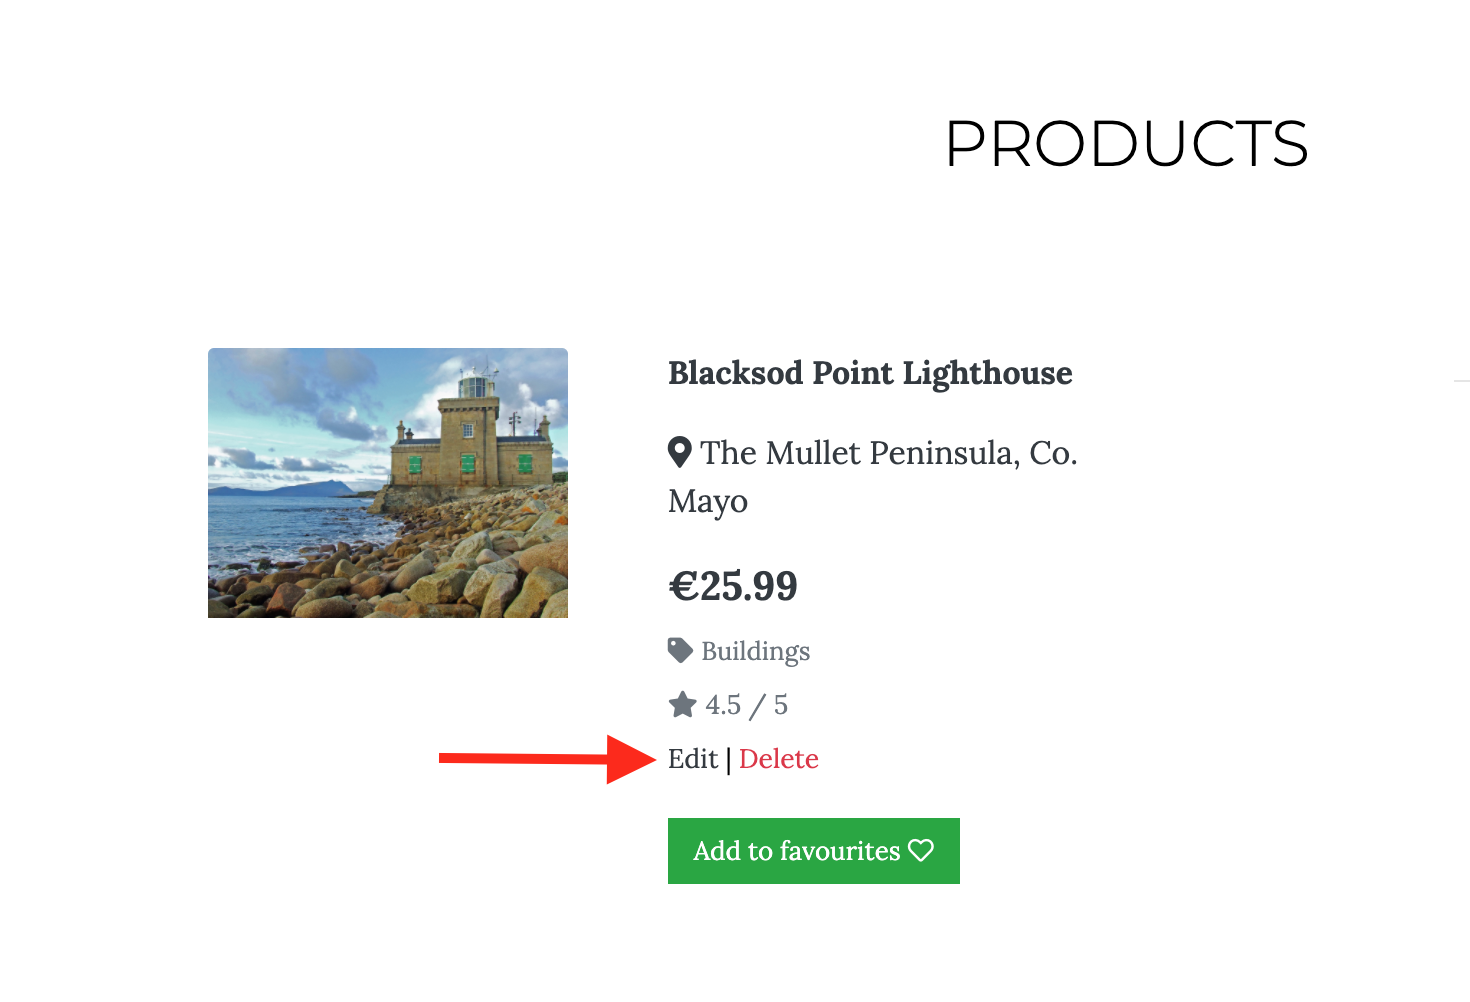 PRODUCTS
Blacksod Point Lighthouse
The Mullet Peninsula, Co.
Mayo
€25.99
Buildings
4.5 / 5
Edit | Delete
Add to favourites